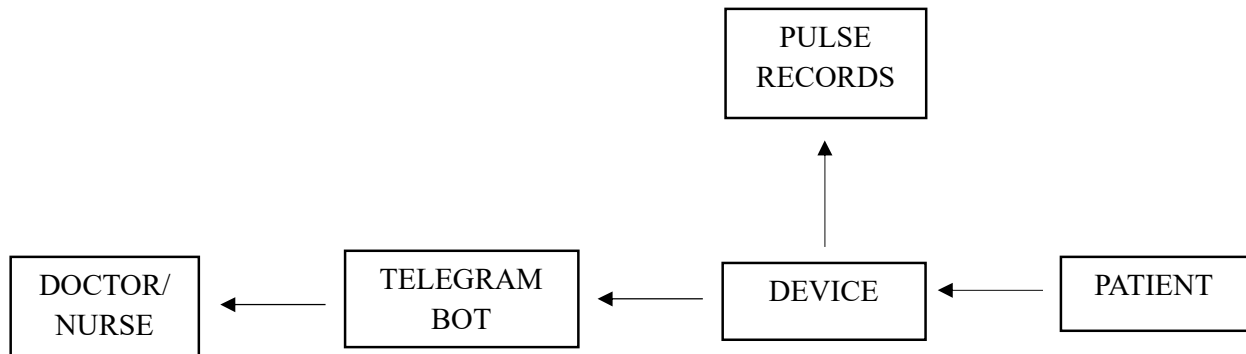 PULSE
RECORDS
DOCTOR/
NURSE
TELEGRAM
BOT
DEVICE
PATIENT